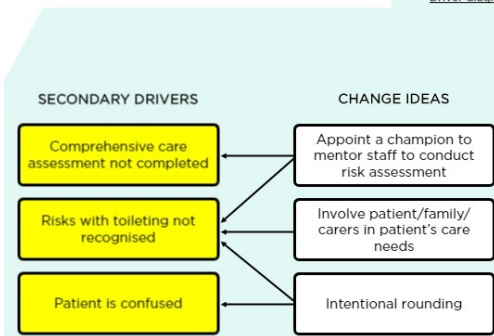 SECONDARY DRIVERS
CHANGE IDEAS
Comprehensive care
assessment not completed
Appoint a champion to
mentor staff to conduct
risk assessment
Risks with toileting not
recognised
Involve patient/family/
carers in patient's care
needs
Patient is confused
Intentional rounding